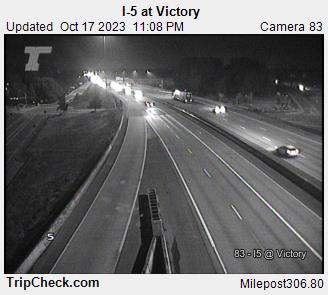 I-5 at Victory
Updated Oct 17 2023 11:08 PM Camera 83
T
5
83 - I5 @ Victory
TripCheck.com Milepost306.80